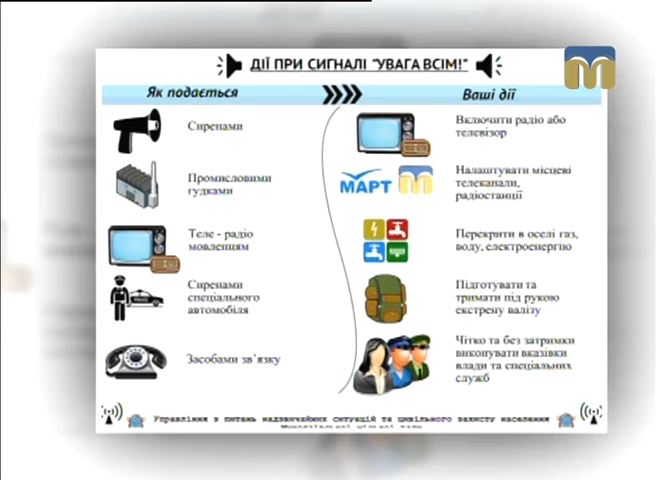 ДІЇ ПРИ СИГНАЛІ "УВАГА ВСІМ!"
Як подається
Ваші дії
Сиренами
Включити радіо або
телевізор
Промисловими
гудками
МАРТ
Налаштувати місцеві
телеканали,
радіостанції
Теле - радіо
мовленням
Перекрити в оселі газ,
воду, електроенергію
Сиренами
спеціального
автомобіля
Підготувати та
тримати під рукою
екстрену валізу
Засобами зв'язку
Чітко та без затримки
виконувати вказівки
влади та спеціальних
служб
Управління з питань надзвичайних ситуацій та цивільного захисту населення